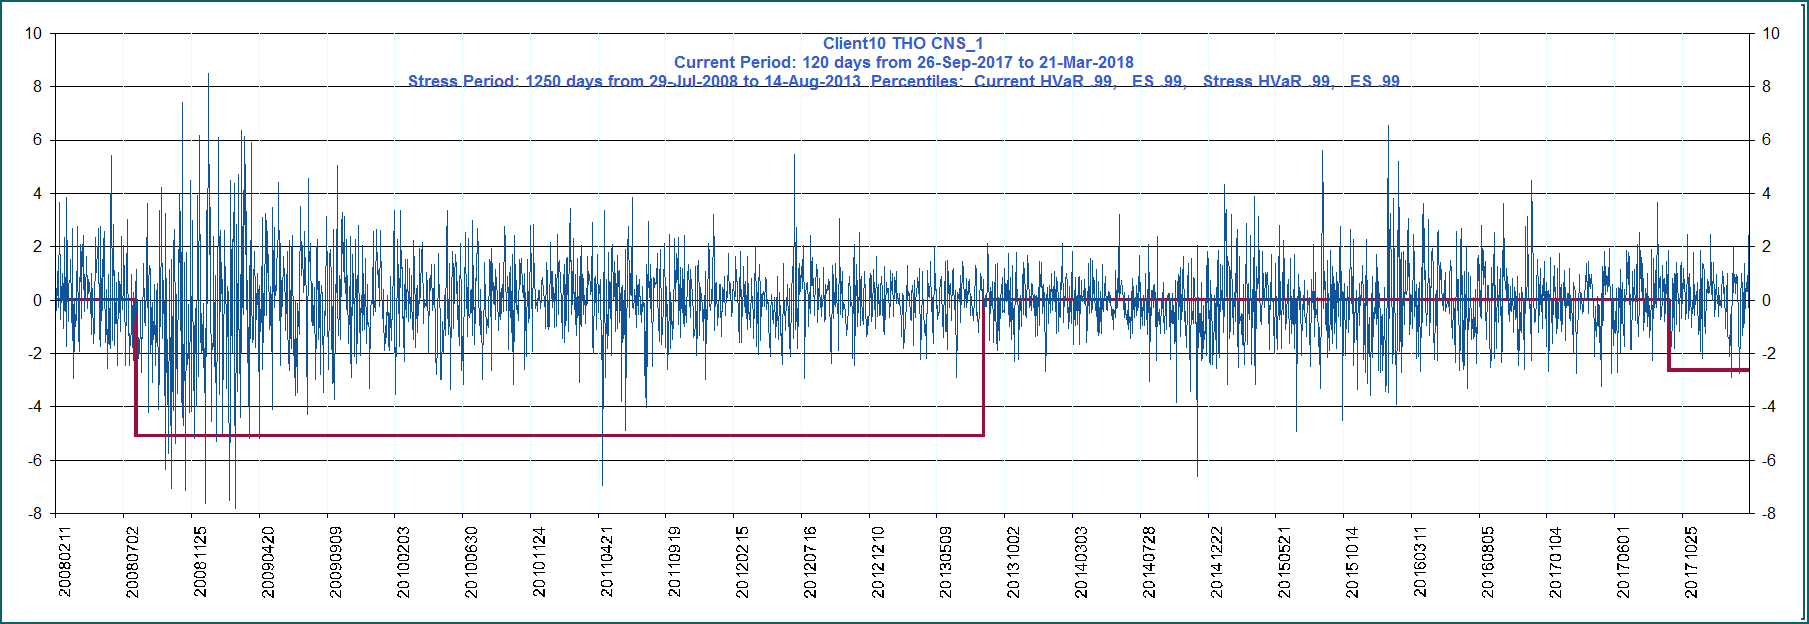 Client10 THO CNS_1
Current Period: 120 days from 26-Sep-2017 to 21-Mar-2018
Stress Period: 1250 days from 29-Jul-2008 to 14-Aug-2013  Percentiles:  Current HVaR .99,   ES .99,   Stress HVaR .99,   ES .99
10 10
8 8
6 6
4 4
2 2
0 0
-2 -2
-4 -4
-6 -6
-8 -8
20080211 20080702 20081125 20090420 20090909 20100203 20100630 20101124 20110421 20110919 20120215 20120716 20121210 20130509 20131002 20140303 20140728 20141222 20150521 20151014 20160311 20160805 20170104 20170601 20171025